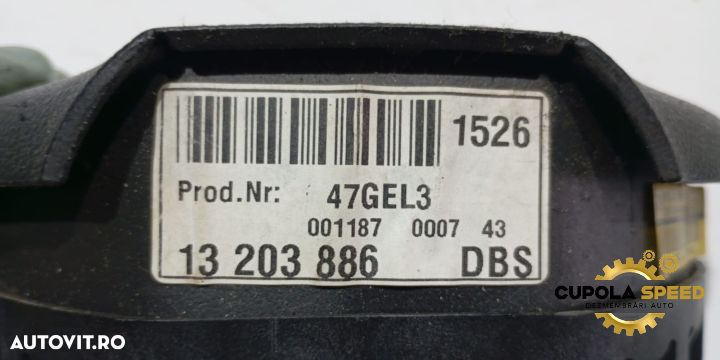 1526
Prod.Nr: 47GEL3
001187 0007 43
13 203 886 DBS
CUPOLA SPEED
DEZMEMBRĂRI AUTO
AUTOVIT.RO